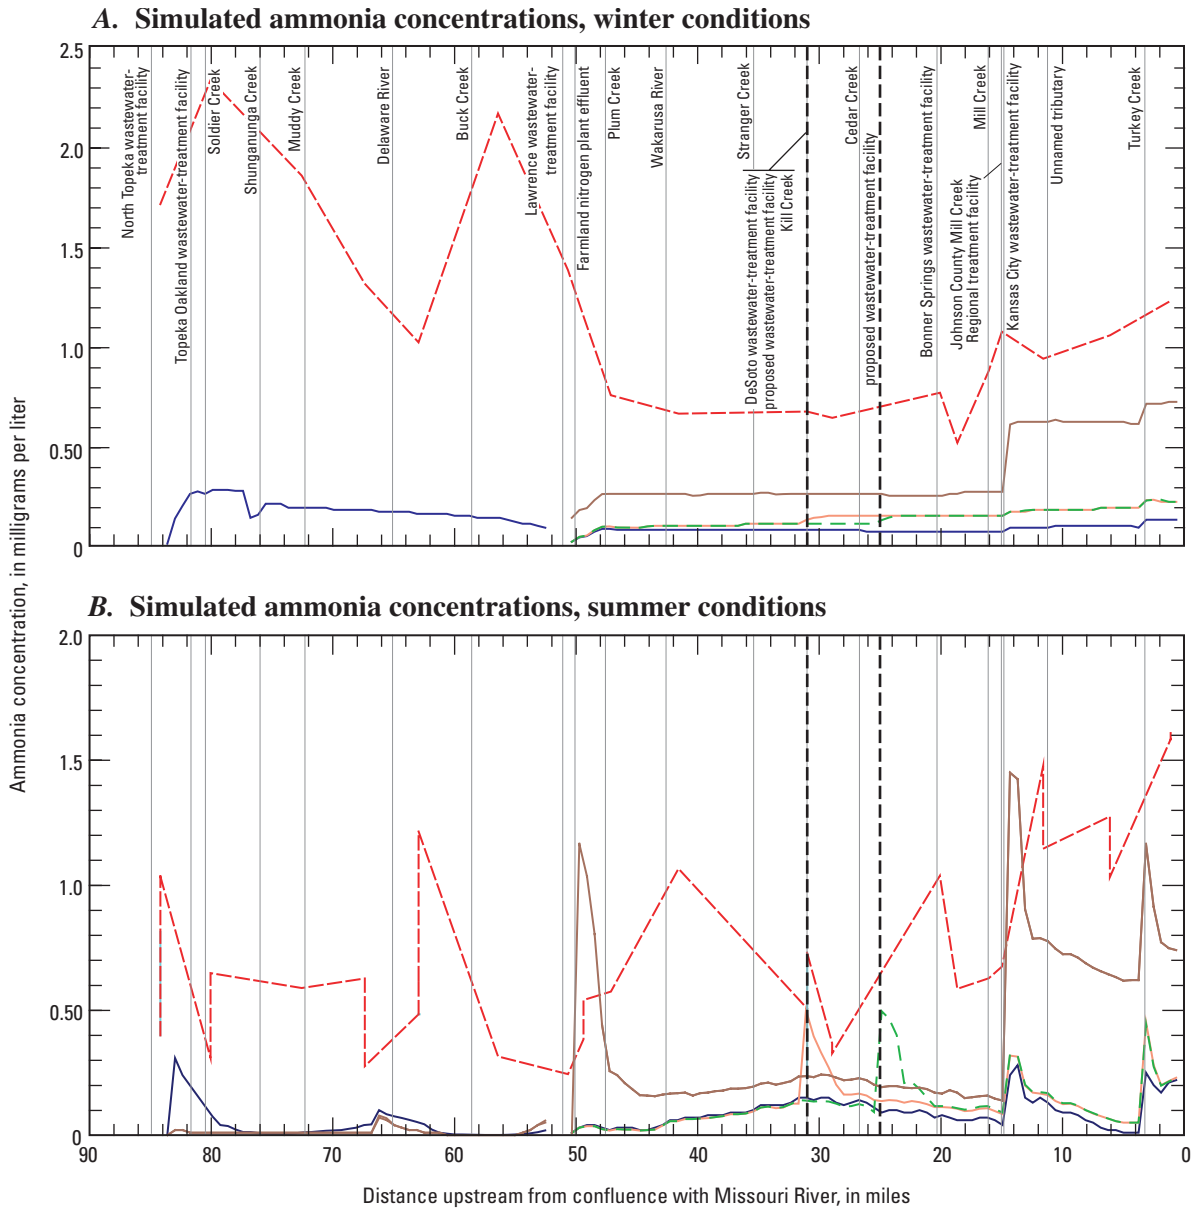 A. Simulated ammonia concentrations, winter conditions
2.5
2.0
1.5
1.0
0.50
0
North Topeka wastewater-
treatment facility
Topeka Oakland wastewater-treatment facility
Soldier Creek
Shunganunga Creek
Muddy Creek
Delaware River
Buck Creek
Lawrence wastewater-
treatment facility
Farmland nitrogen plant effluent
Plum Creek
Wakarusa River
Stranger Creek
DeSoto wastewater-treatment facility
proposed wastewater-treatment facility
Kill Creek
Cedar Creek
proposed wastewater-treatment facility
Bonner Springs wastewater-treatment facility
Johnson County Mill Creek
Regional treatment facility
Mill Creek
Kansas City wastewater-treatment facility
Unnamed tributary
Turkey Creek
Ammonia concentration, in milligrams per liter
B. Simulated ammonia concentrations, summer conditions
2.0
1.5
1.0
0.50
0
90 80 70 60 50 40 30 20 10 0
Distance upstream from confluence with Missouri River, in miles